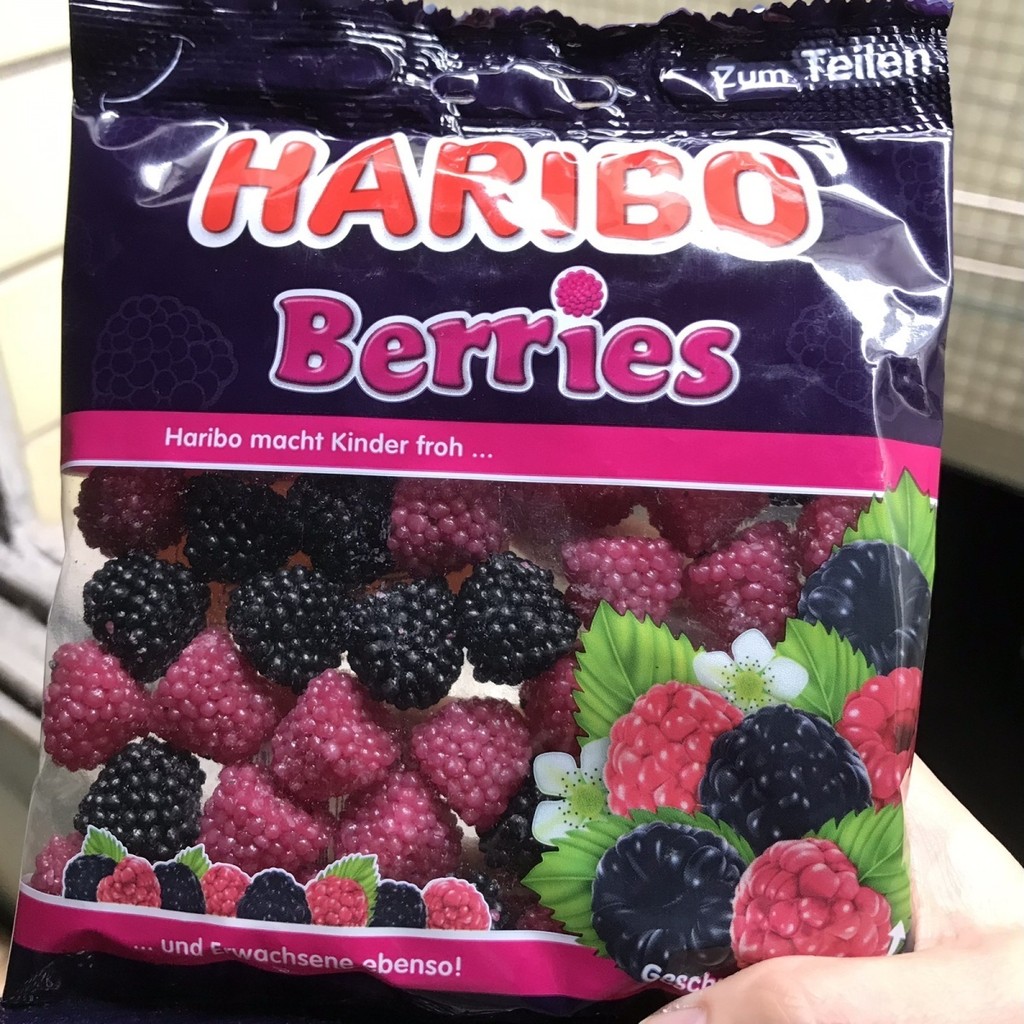 Zum Teilen
HARIBO
Berries
Haribo macht Kinder froh ...
... und Erwachsene ebenso!